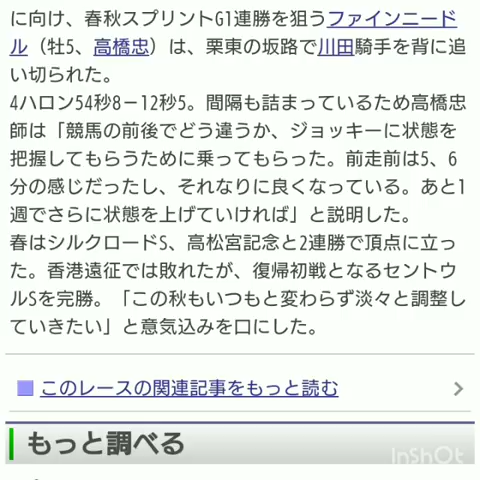 に向け、春秋スプリントG1連勝を狙うファインニード
ル（牡5、高橋忠）は、栗東の坂路で川田騎手を背に追
い切られた。
4ハロン54秒8－12秒5。間隔も詰まっているため高橋忠
師は「競馬の前後でどう違うか、ジョッキーに状態を
把握してもらうために乗ってもらった。前走前は5、6
分の感じだったし、それなりに良くなっている。あと1
週でさらに状態を上げていければ」と説明した。
春はシルクロードS、高松宮記念と2連勝で頂点に立っ
た。香港遠征では敗れたが、復帰初戦となるセントウ
ルSを完勝。「この秋もいつもと変わらず淡々と調整し
ていきたい」と意気込みを口にした。
このレースの関連記事をもっと読む
もっと調べる
InShOt